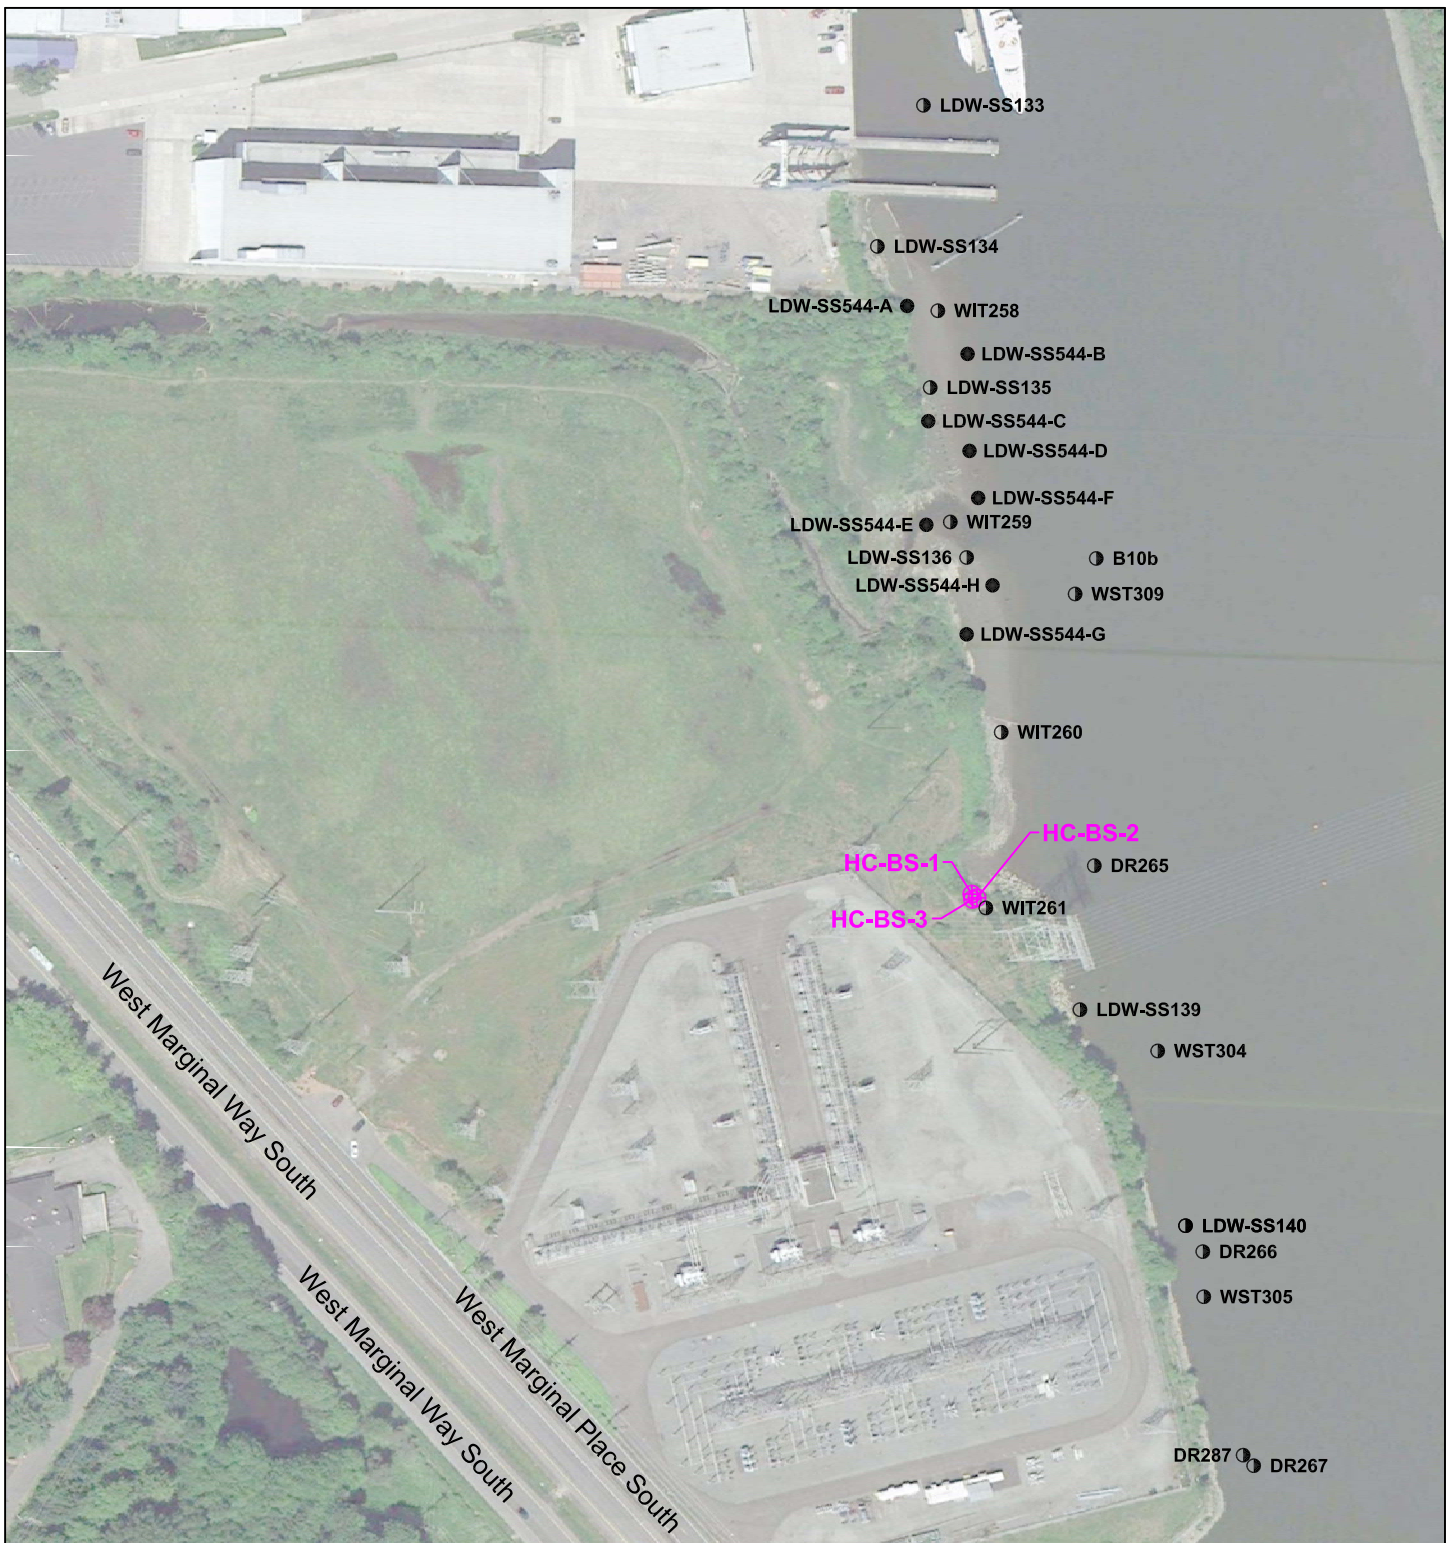 LDW-SS133
LDW-SS134
LDW-SS544-A
WIT258
LDW-SS544-B
LDW-SS135
LDW-SS544-C
LDW-SS544-D
LDW-SS544-F
LDW-SS544-E
WIT259
LDW-SS136
B10b
LDW-SS544-H
WST309
LDW-SS544-G
WIT260
HC-BS-2
HC-BS-1
DR265
HC-BS-3
WIT261
LDW-SS139
WST304
West Marginal Way South
LDW-SS140
DR266
WST305
West Marginal Way South
West Marginal Place South
DR287
DR267